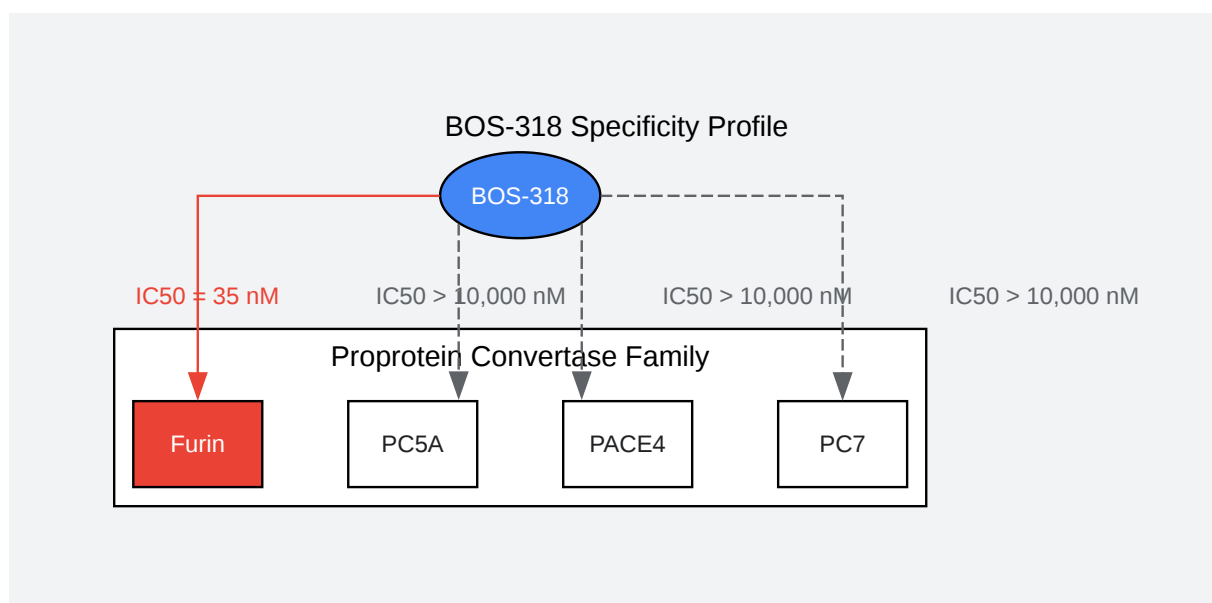 BOS-318 Specificity Profile
BOS-318
IC50 = 35 nM
IC50 > 10,000 nM
IC50 > 10,000 nM
IC50 > 10,000 nM
Proprotein Convertase Family
Furin
PC5A
PACE4
PC7